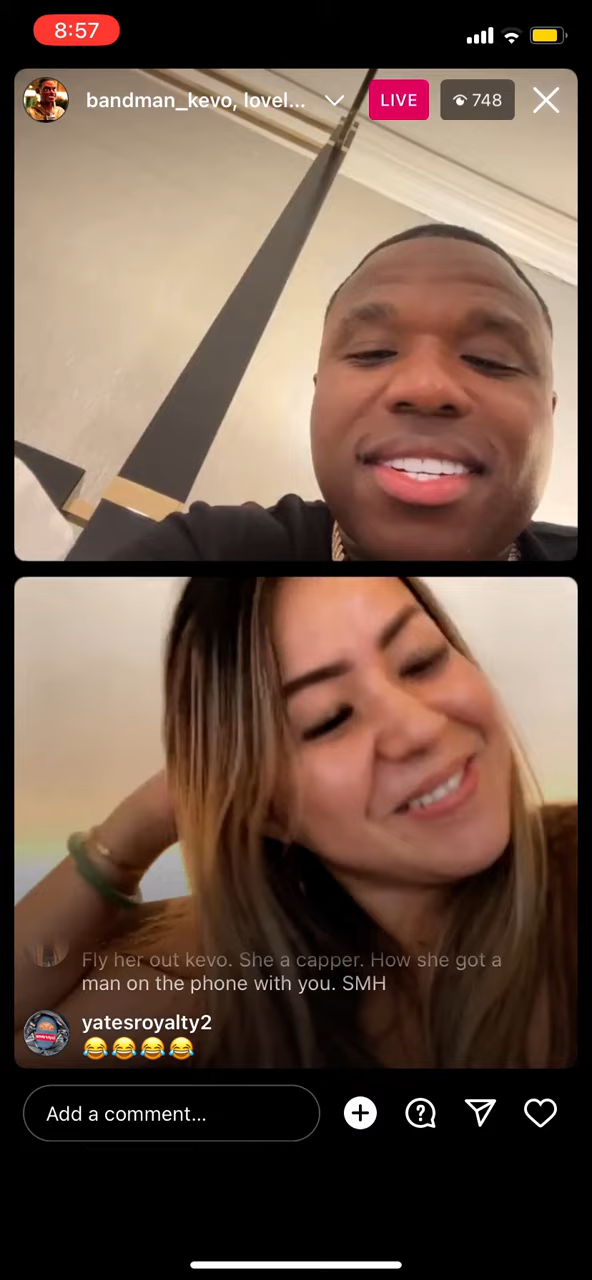 8:57
bandman_kevo, lovel...
LIVE
748
Fly her out kevo. She a capper. How she got a
man on the phone with you. SMH
yatesroyalty2
😂😂😂😂
Add a comment...